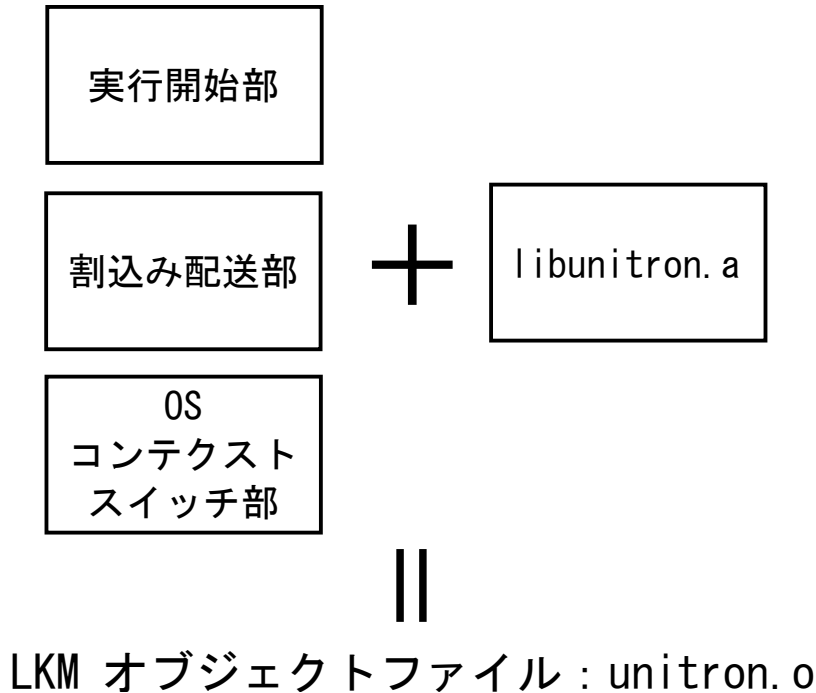 実行開始部
割込み配送部
+
libunitron.a
OS
コンテクスト
スイッチ部
||
LKM オブジェクトファイル:unitron.o